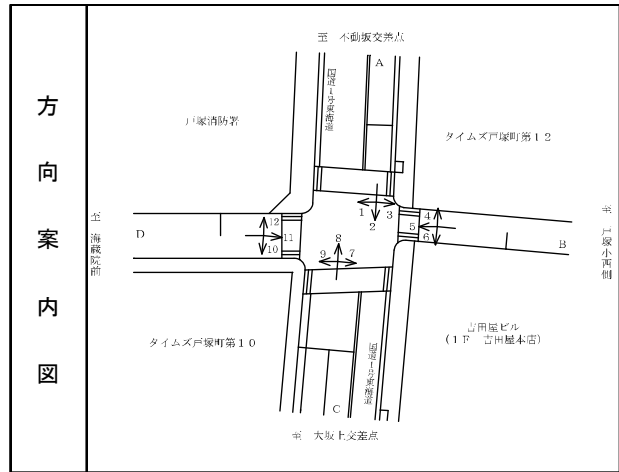 方向案内図
至 不動坂交差点
A
国道1号東海道
戸塚消防署
タイムズ戸塚町第12
至 海蔵院前
D
12
11
10
1
2
3
4
5
6
7
8
9
B
至 戸塚小西側
タイムズ戸塚町第10
国道1号東海道
吉田屋ビル
(1F 吉田屋本店)
C
至 大坂上交差点